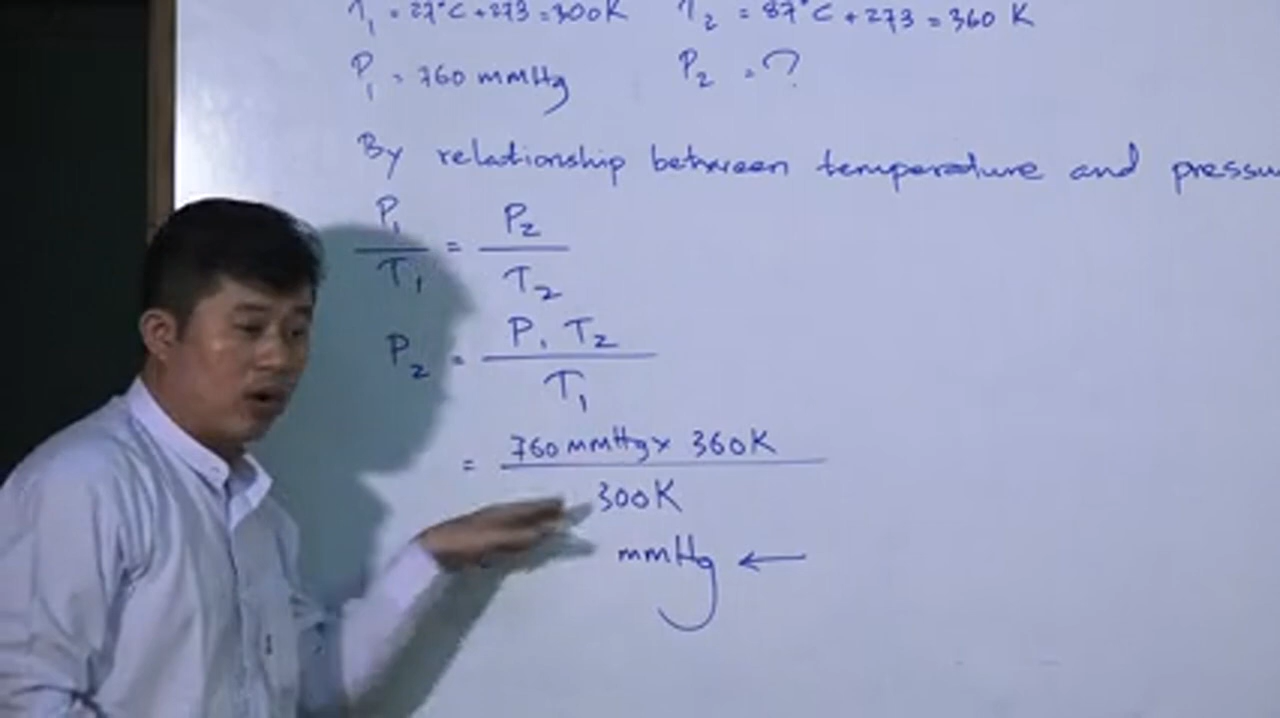 T₁ = 27°C + 273 = 300K T₂ = 87°C + 273 = 360 K
P₁ = 760 mmHg P₂ = ?
By relationship between temperature and pressu
P₁/T₁ = P₂/T₂
P₂ = P₁ T₂/T₁
= 760 mmHg x 360K/300K
mmHg ←